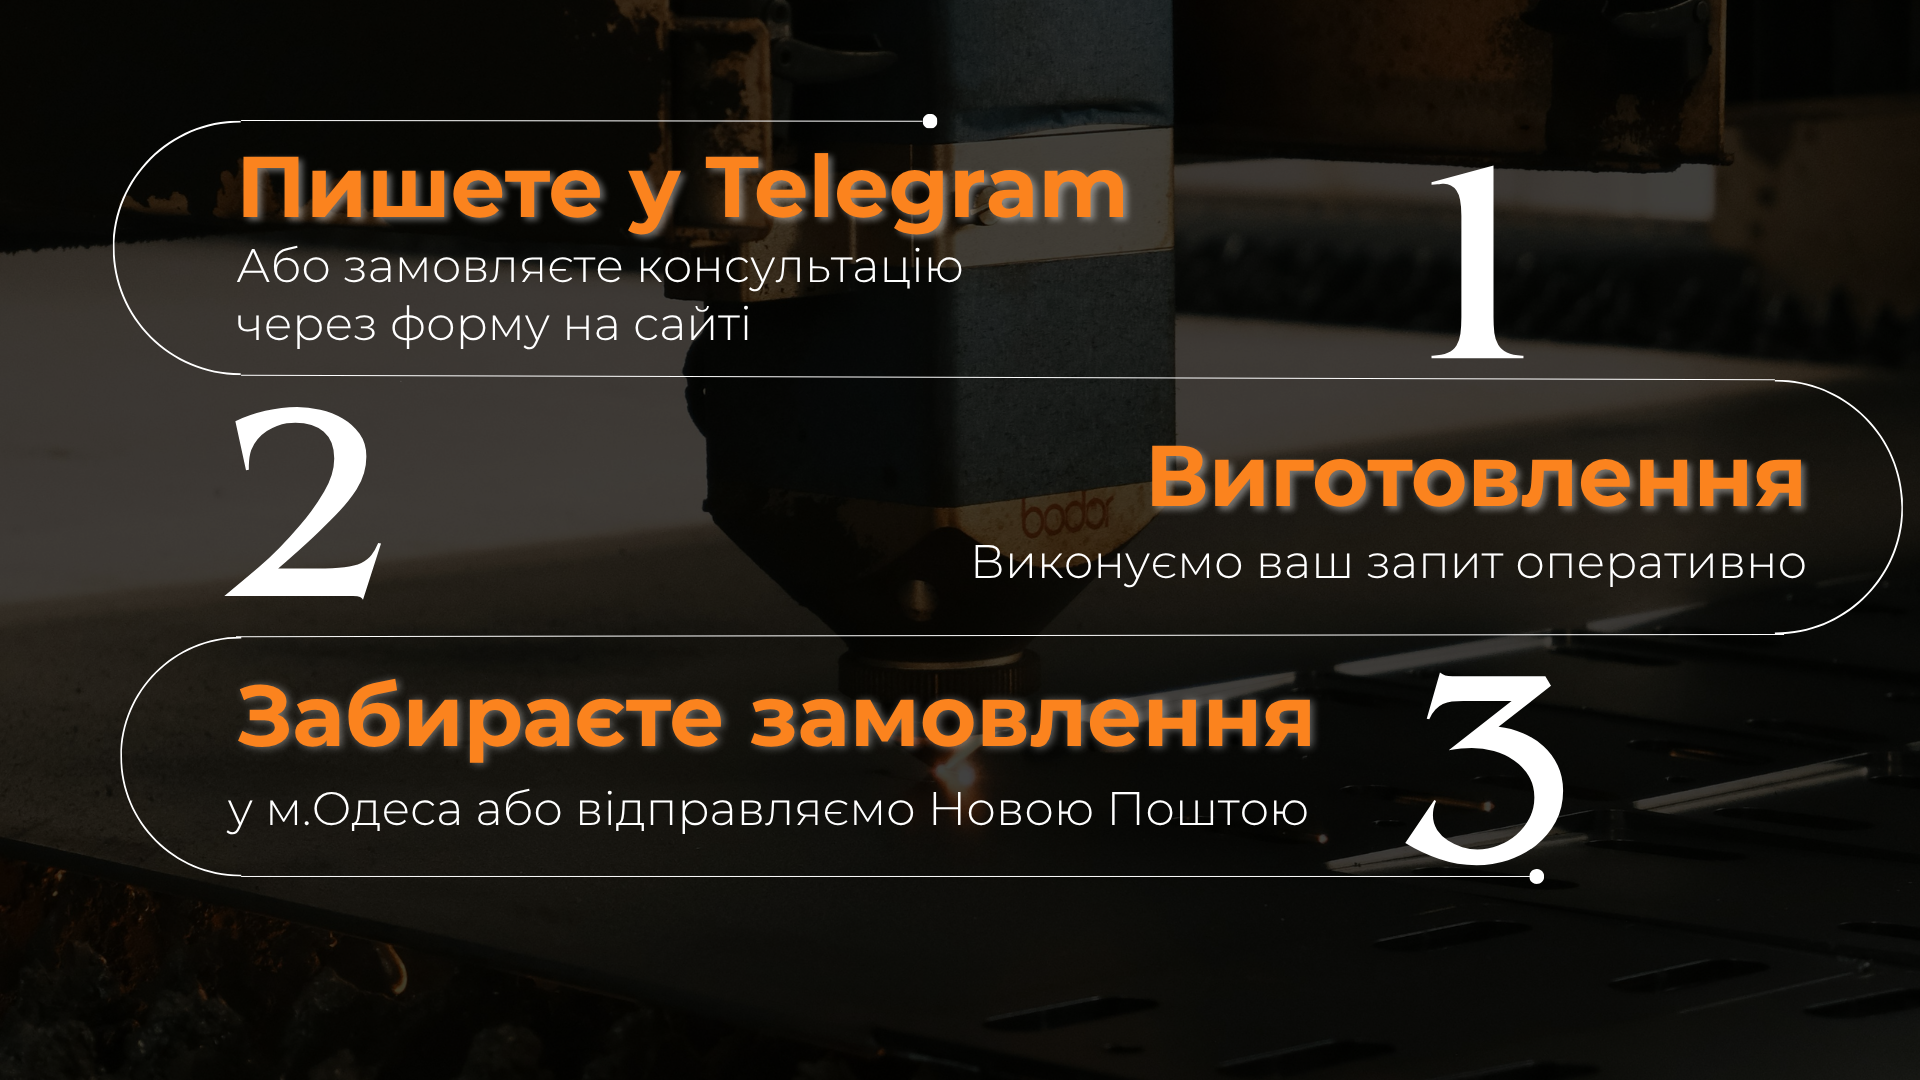 Пишете у Telegram
Або замовляєте консультацію
через форму на сайті
1
2
Виготовлення
bodor
Виконуємо ваш запит оперативно
Забираєте замовлення
у м.Одеса або відправляємо Новою Поштою
3